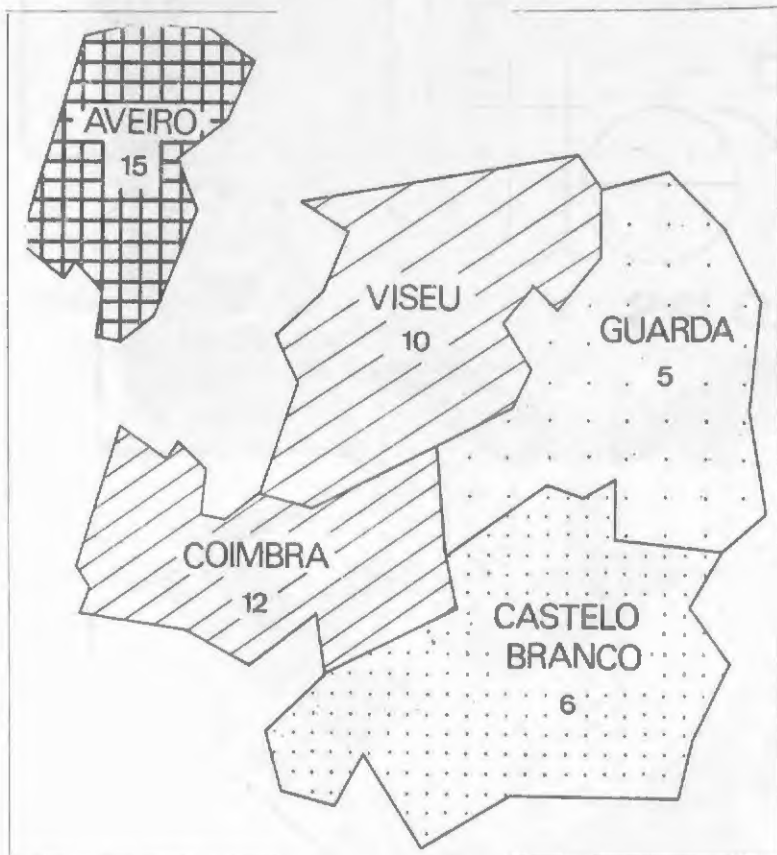 AVEIRO
15
VISEU
10
GUARDA
5
COIMBRA
12
CASTELO
BRANCO
6